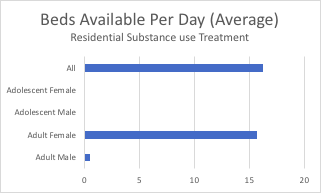 Beds Available Per Day (Average)
Residential Substance use Treatment
All
Adolescent Female
Adolescent Male
Adult Female
Adult Male
0 5 10 15 20